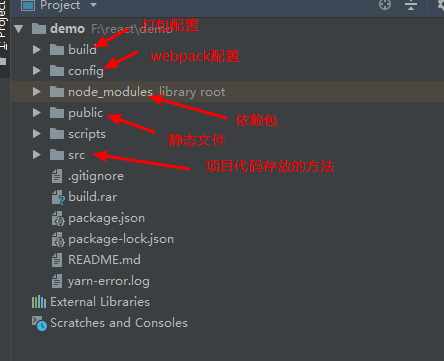 1: Project
Project
demo F:\react\demo
打包配置
build
webpack配置
config
node_modules library root
依赖包
public
静态文件
scripts
src
项目代码存放的方法
.gitignore
build.rar
package.json
package-lock.json
README.md
yarn-error.log
External Libraries
Scratches and Consoles